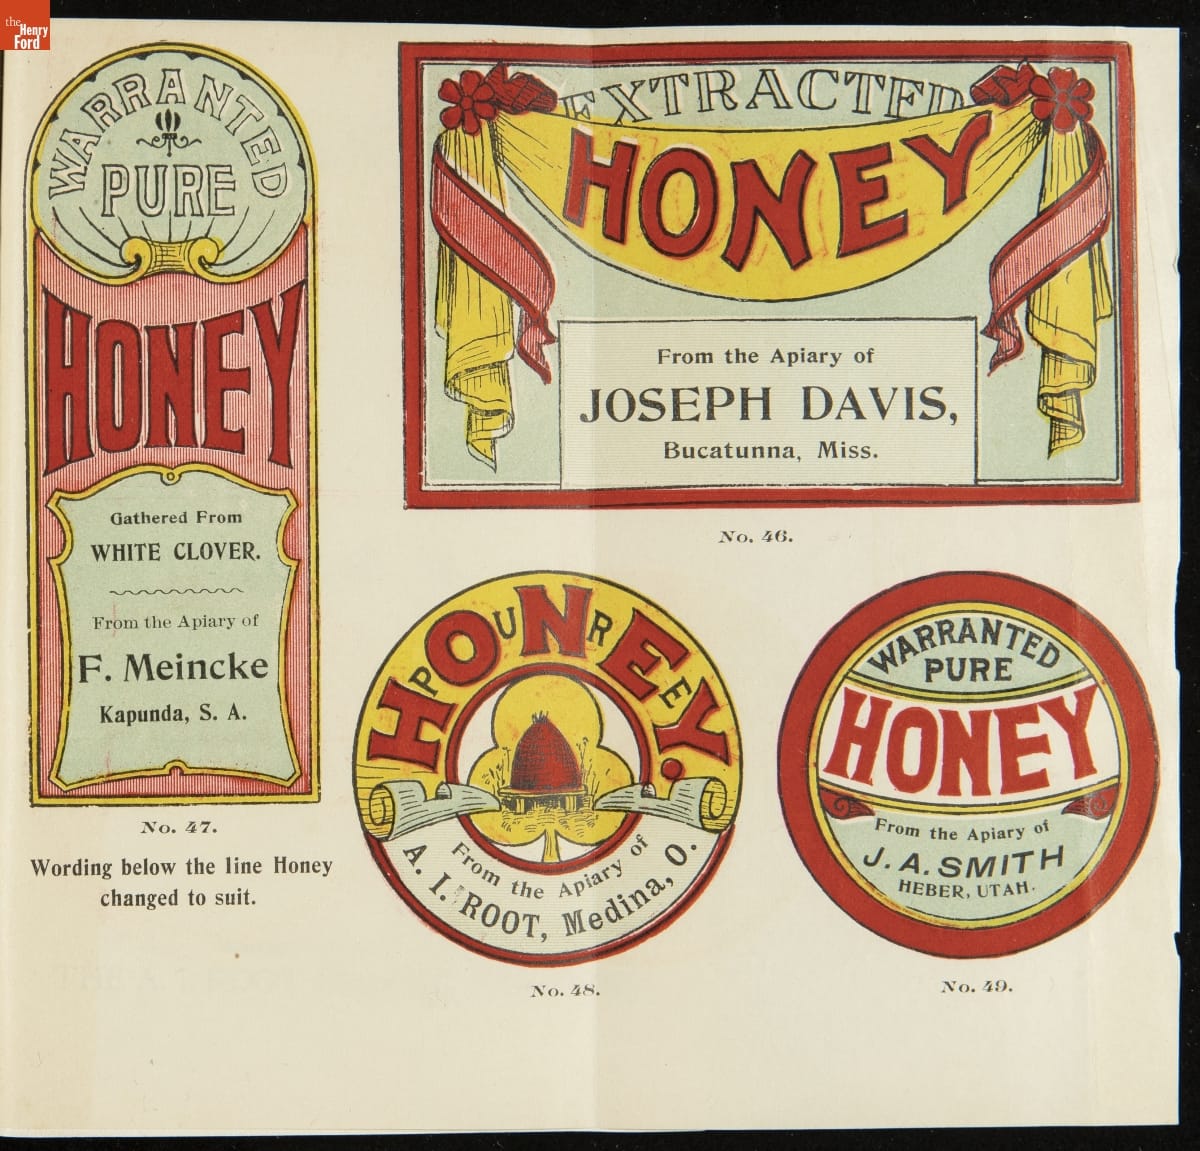 the
Henry
Ford
WARRANTED
PURE
HONEY
Gathered From
WHITE CLOVER.
From the Apiary of
F. Meincke
Kapunda, S. A.
No. 47.
Wording below the line Honey
changed to suit.
EXTRACTED
HONEY
From the Apiary of
JOSEPH DAVIS,
Bucatunna, Miss.
No. 46.
HONEY.
PURE
From the Apiary of
A. I. ROOT, Medina, O.
No. 48.
WARRANTED
PURE
HONEY
From the Apiary of
J. A. SMITH
HEBER, UTAH.
No. 49.